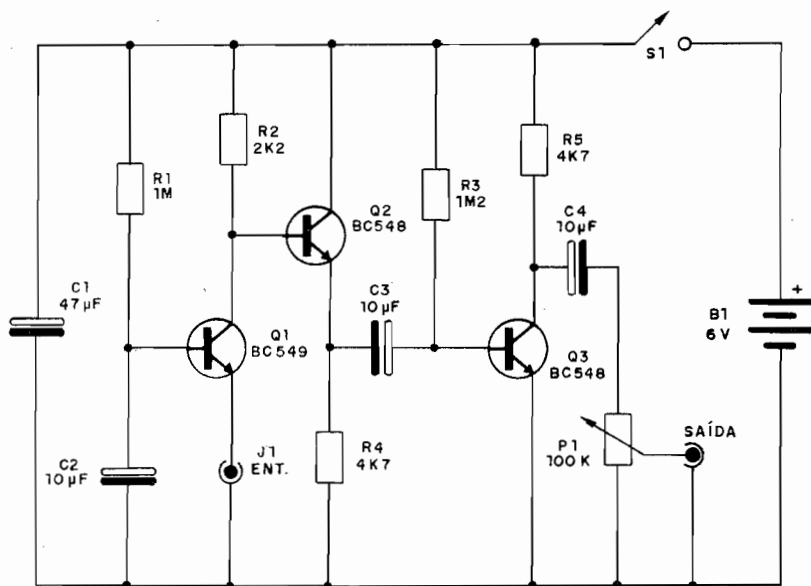 S1
R2
2K2
R5
4K7
R1
1M
Q2
BC548
R3
1M2
C4
10µF
C1
47µF
C3
10µF
+
B1
6V
Q1
BC549
Q3
BC548
C2
10µF
J1
ENT.
R4
4K7
P1
100K
SAÍDA